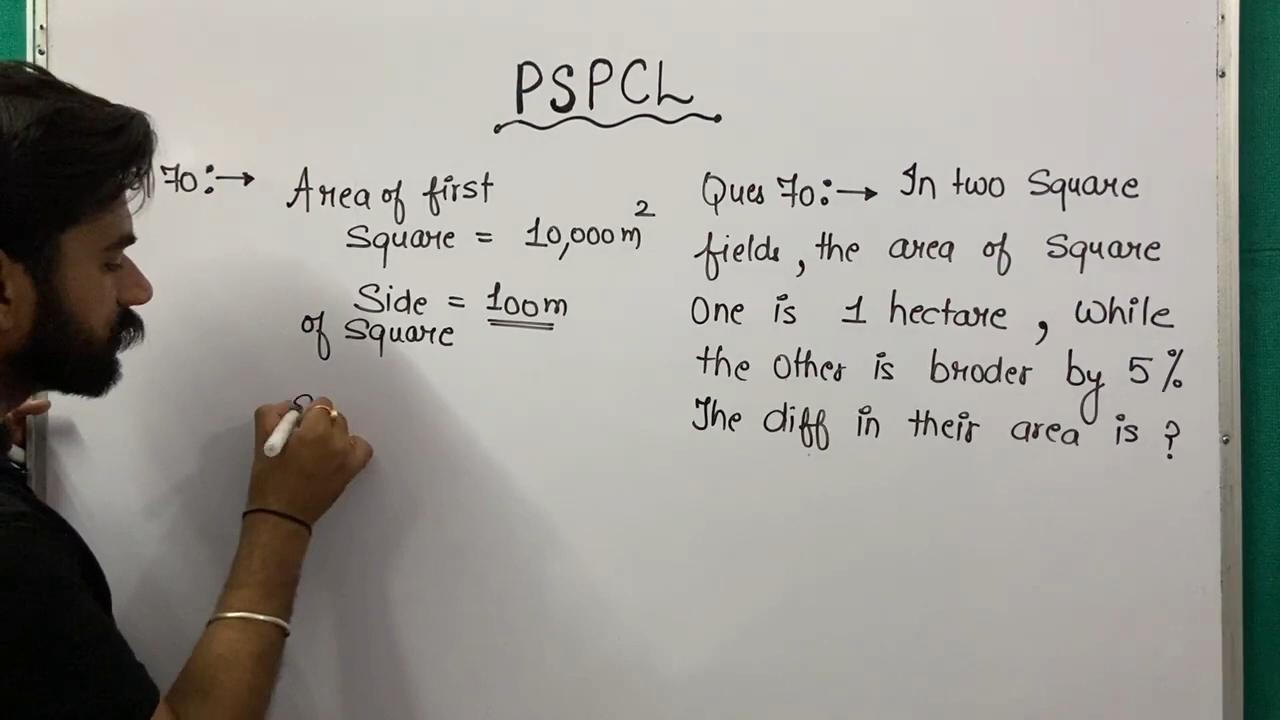 PSPCL
70:→ Area of first
Square = 10,000m²
Side = 100m
of Square
S
Ques 70:→ In two Square
fields, the area of Square
One is 1 hectare, while
the other is broder by 5%
The diff in their area is ?